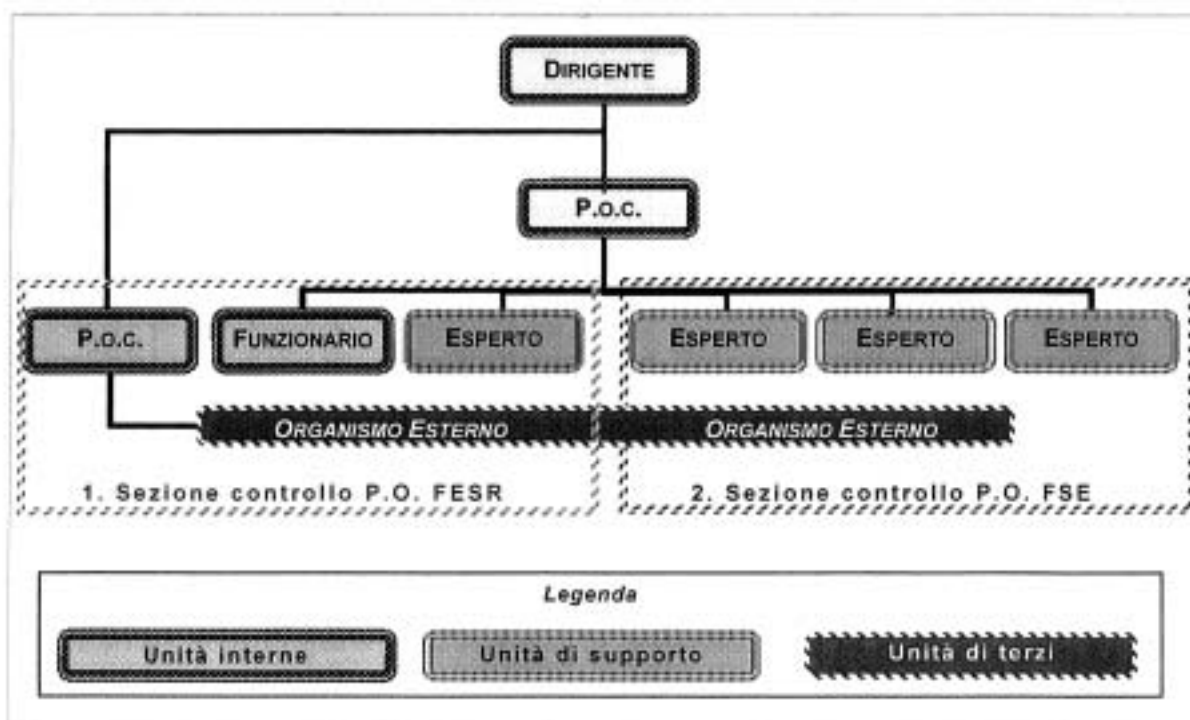 DIRIGENTE
P.O.C.
P.O.C. FUNZIONARIO ESPERTO ESPERTO ESPERTO ESPERTO
ORGANISMO ESTERNO ORGANISMO ESTERNO
1. Sezione controllo P.O. FESR 2. Sezione controllo P.O. FSE
Legenda
Unità interne Unità di supporto Unità di terzi